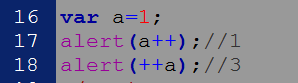 16 var a=1;
17 alert(a++);//1
18 alert(++a);//3